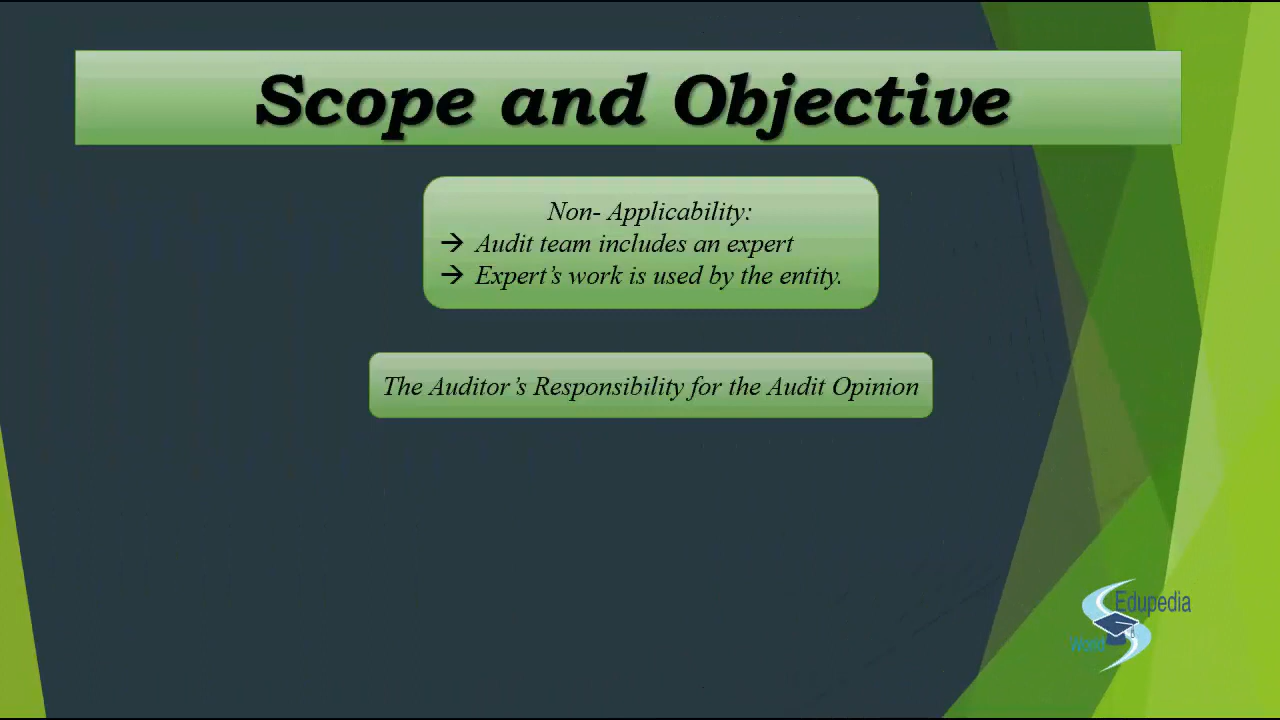 Scope and Objective
Non- Applicability:
→ Audit team includes an expert
→ Expert's work is used by the entity.
The Auditor's Responsibility for the Audit Opinion
Edupedia
World